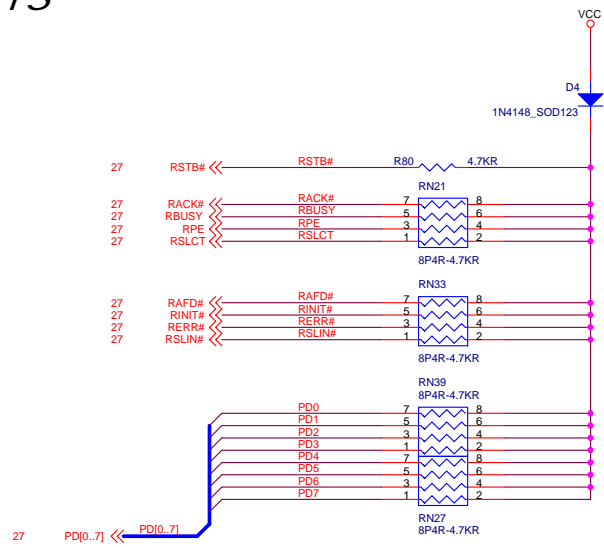 VCC
D4
1N4148_SOD123
27 RSTB# RSTB# R80 4.7KR
RN21
27 RACK# RACK# 7 8
27 RBUSY RBUSY 5 6
27 RPE RPE 3 4
27 RSLCT RSLCT 1 2
8P4R-4.7KR
RN33
27 RAFD# RAFD# 7 8
27 RINIT# RINIT# 5 6
27 RERR# RERR# 3 4
27 RSLIN# RSLIN# 1 2
8P4R-4.7KR
RN39
8P4R-4.7KR
PD0 7 8
PD1 5 6
PD2 3 4
PD3 1 2
PD4 7 8
PD5 5 6
PD6 3 4
PD7 1 2
RN27
8P4R-4.7KR
27 PD[0..7] PD[0..7]